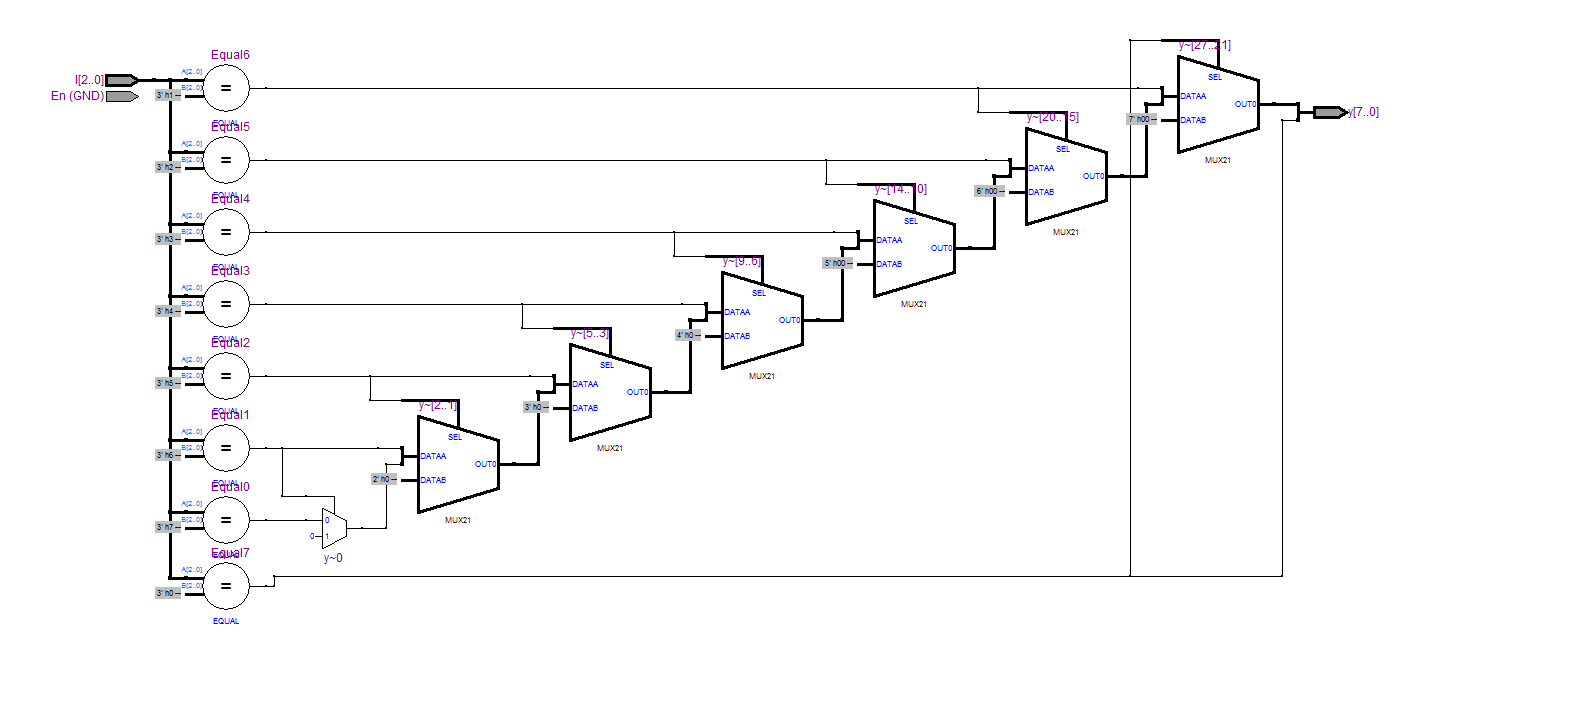 I[2..0]
En (GND)
Equal6
A[2..0]
B[2..0]
3' h1
=
EQUAL
Equal5
A[2..0]
B[2..0]
3' h2
=
EQUAL
Equal4
A[2..0]
B[2..0]
3' h3
=
EQUAL
Equal3
A[2..0]
B[2..0]
3' h4
=
EQUAL
Equal2
A[2..0]
B[2..0]
3' h5
=
EQUAL
Equal1
A[2..0]
B[2..0]
3' h6
=
EQUAL
Equal0
A[2..0]
B[2..0]
3' h7
=
EQUAL
Equal7
A[2..0]
B[2..0]
3' h0
=
EQUAL
0
0
1
y~0
y~[2..1]
SEL
DATAA
2' h0
DATAB
OUT0
MUX21
y~[5..3]
SEL
DATAA
3' h0
DATAB
OUT0
MUX21
y~[9..6]
SEL
DATAA
4' h0
DATAB
OUT0
MUX21
y~[14..10]
SEL
DATAA
5' h00
DATAB
OUT0
MUX21
y~[20..15]
SEL
DATAA
6' h00
DATAB
OUT0
MUX21
y~[27..21]
SEL
DATAA
7' h00
DATAB
OUT0
MUX21
y[7..0]